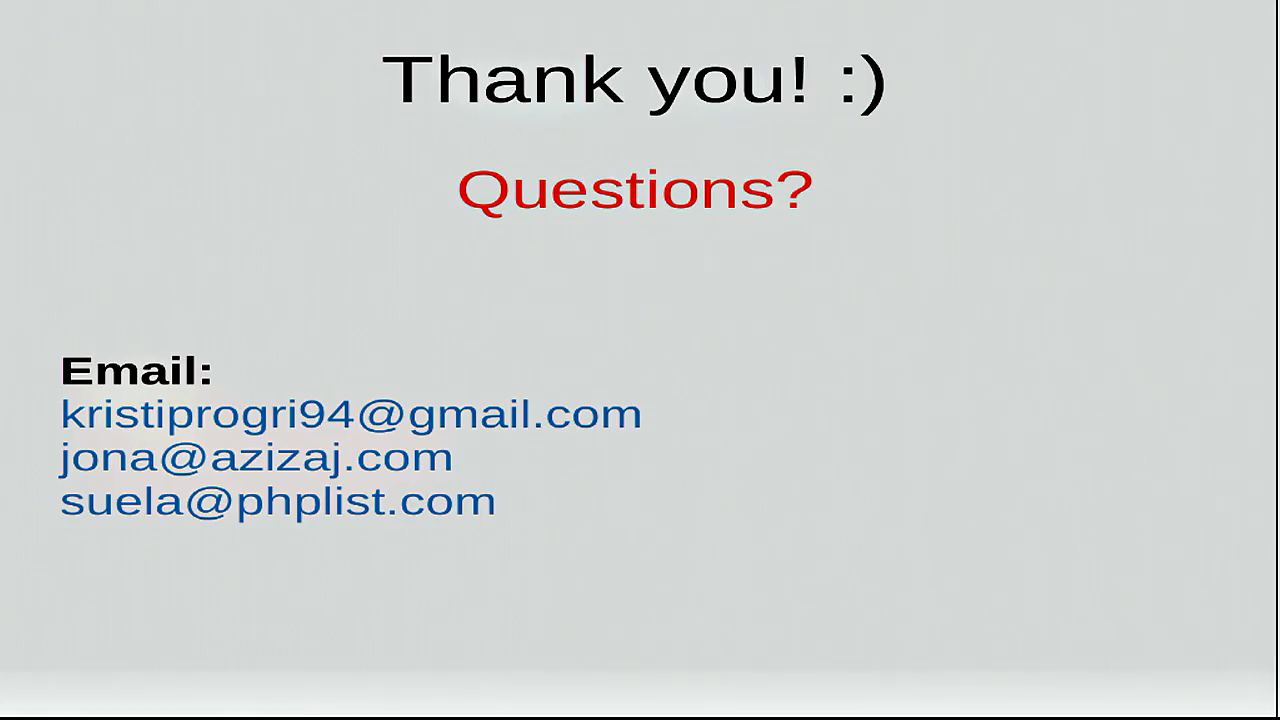 Thank you! :)
Questions?
Email:
kristiprogri94@gmail.com
jona@azizaj.com
suela@phplist.com